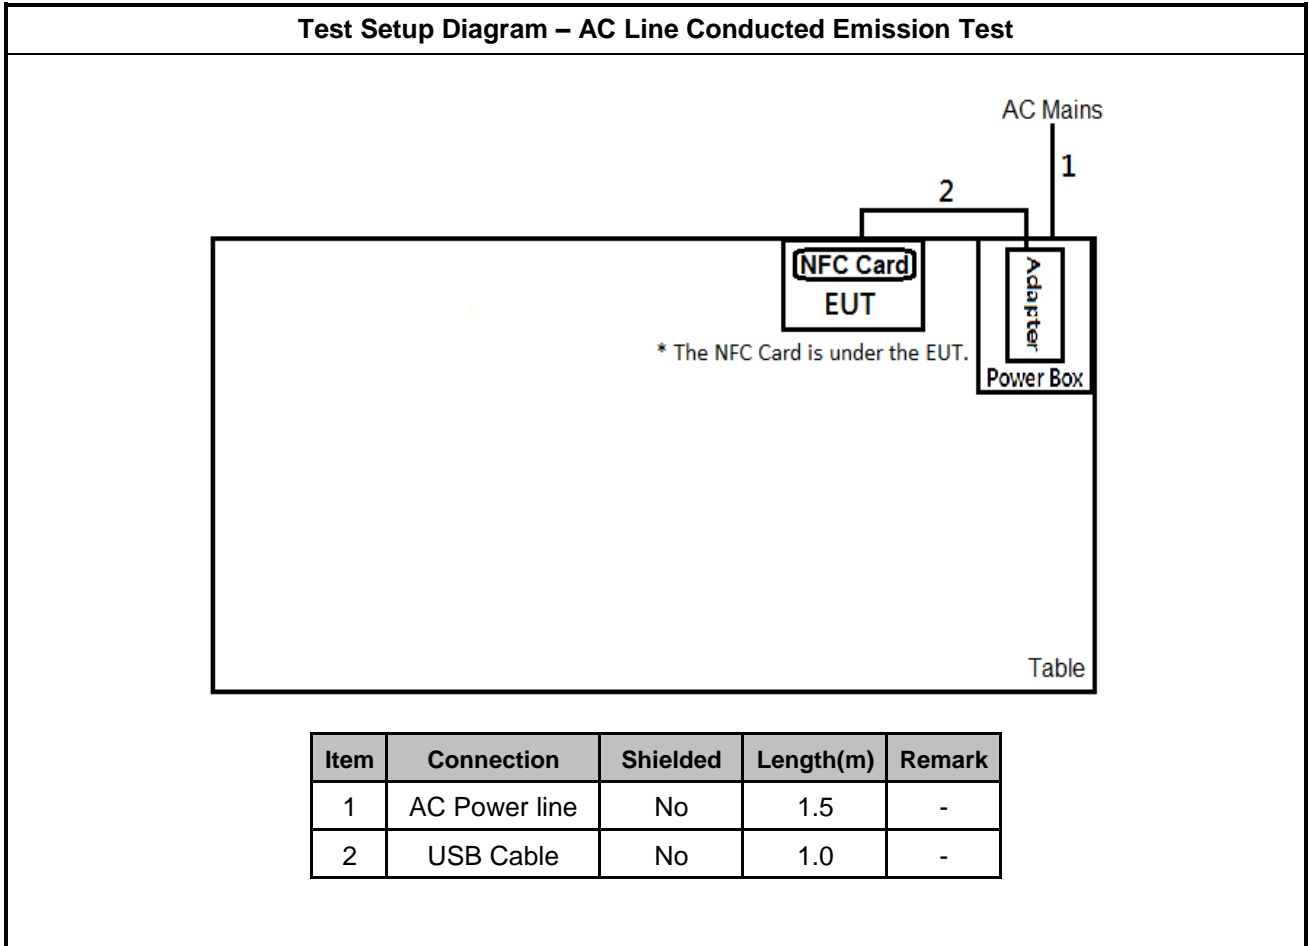 Test Setup Diagram – AC Line Conducted Emission Test
AC Mains
1
2
NFC Card
EUT
Adapter
* The NFC Card is under the EUT.
Power Box
Table
Item Connection Shielded Length(m) Remark
1 AC Power line No 1.5 -
2 USB Cable No 1.0 -